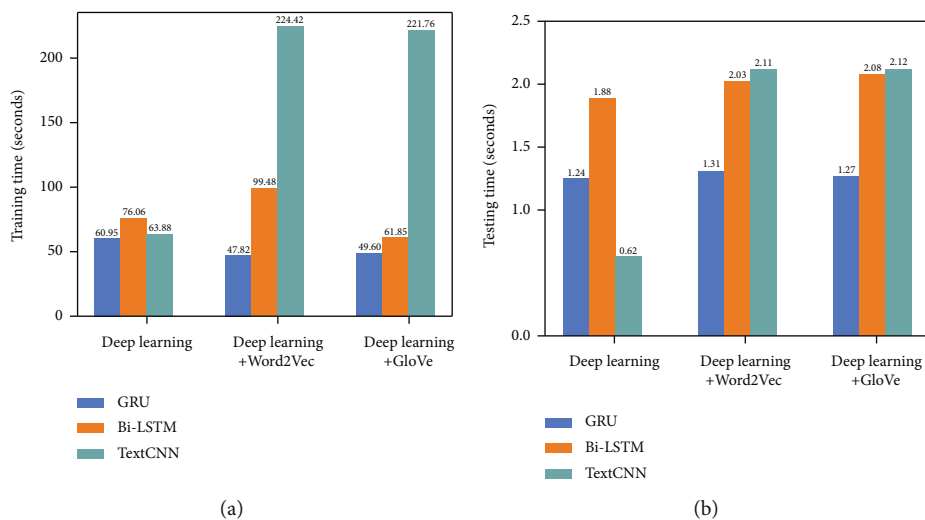 Training time (seconds)
200
150
100
50
0
60.95
76.06
63.88
47.82
99.48
224.42
49.60
61.85
221.76
Deep learning
Deep learning
+Word2Vec
Deep learning
+GloVe
GRU
Bi-LSTM
TextCNN
(a)
Testing time (seconds)
2.5
2.0
1.5
1.0
0.0
1.24
1.88
0.62
1.31
2.03
2.11
1.27
2.08
2.12
Deep learning
Deep learning
+Word2Vec
Deep learning
+GloVe
GRU
Bi-LSTM
TextCNN
(b)